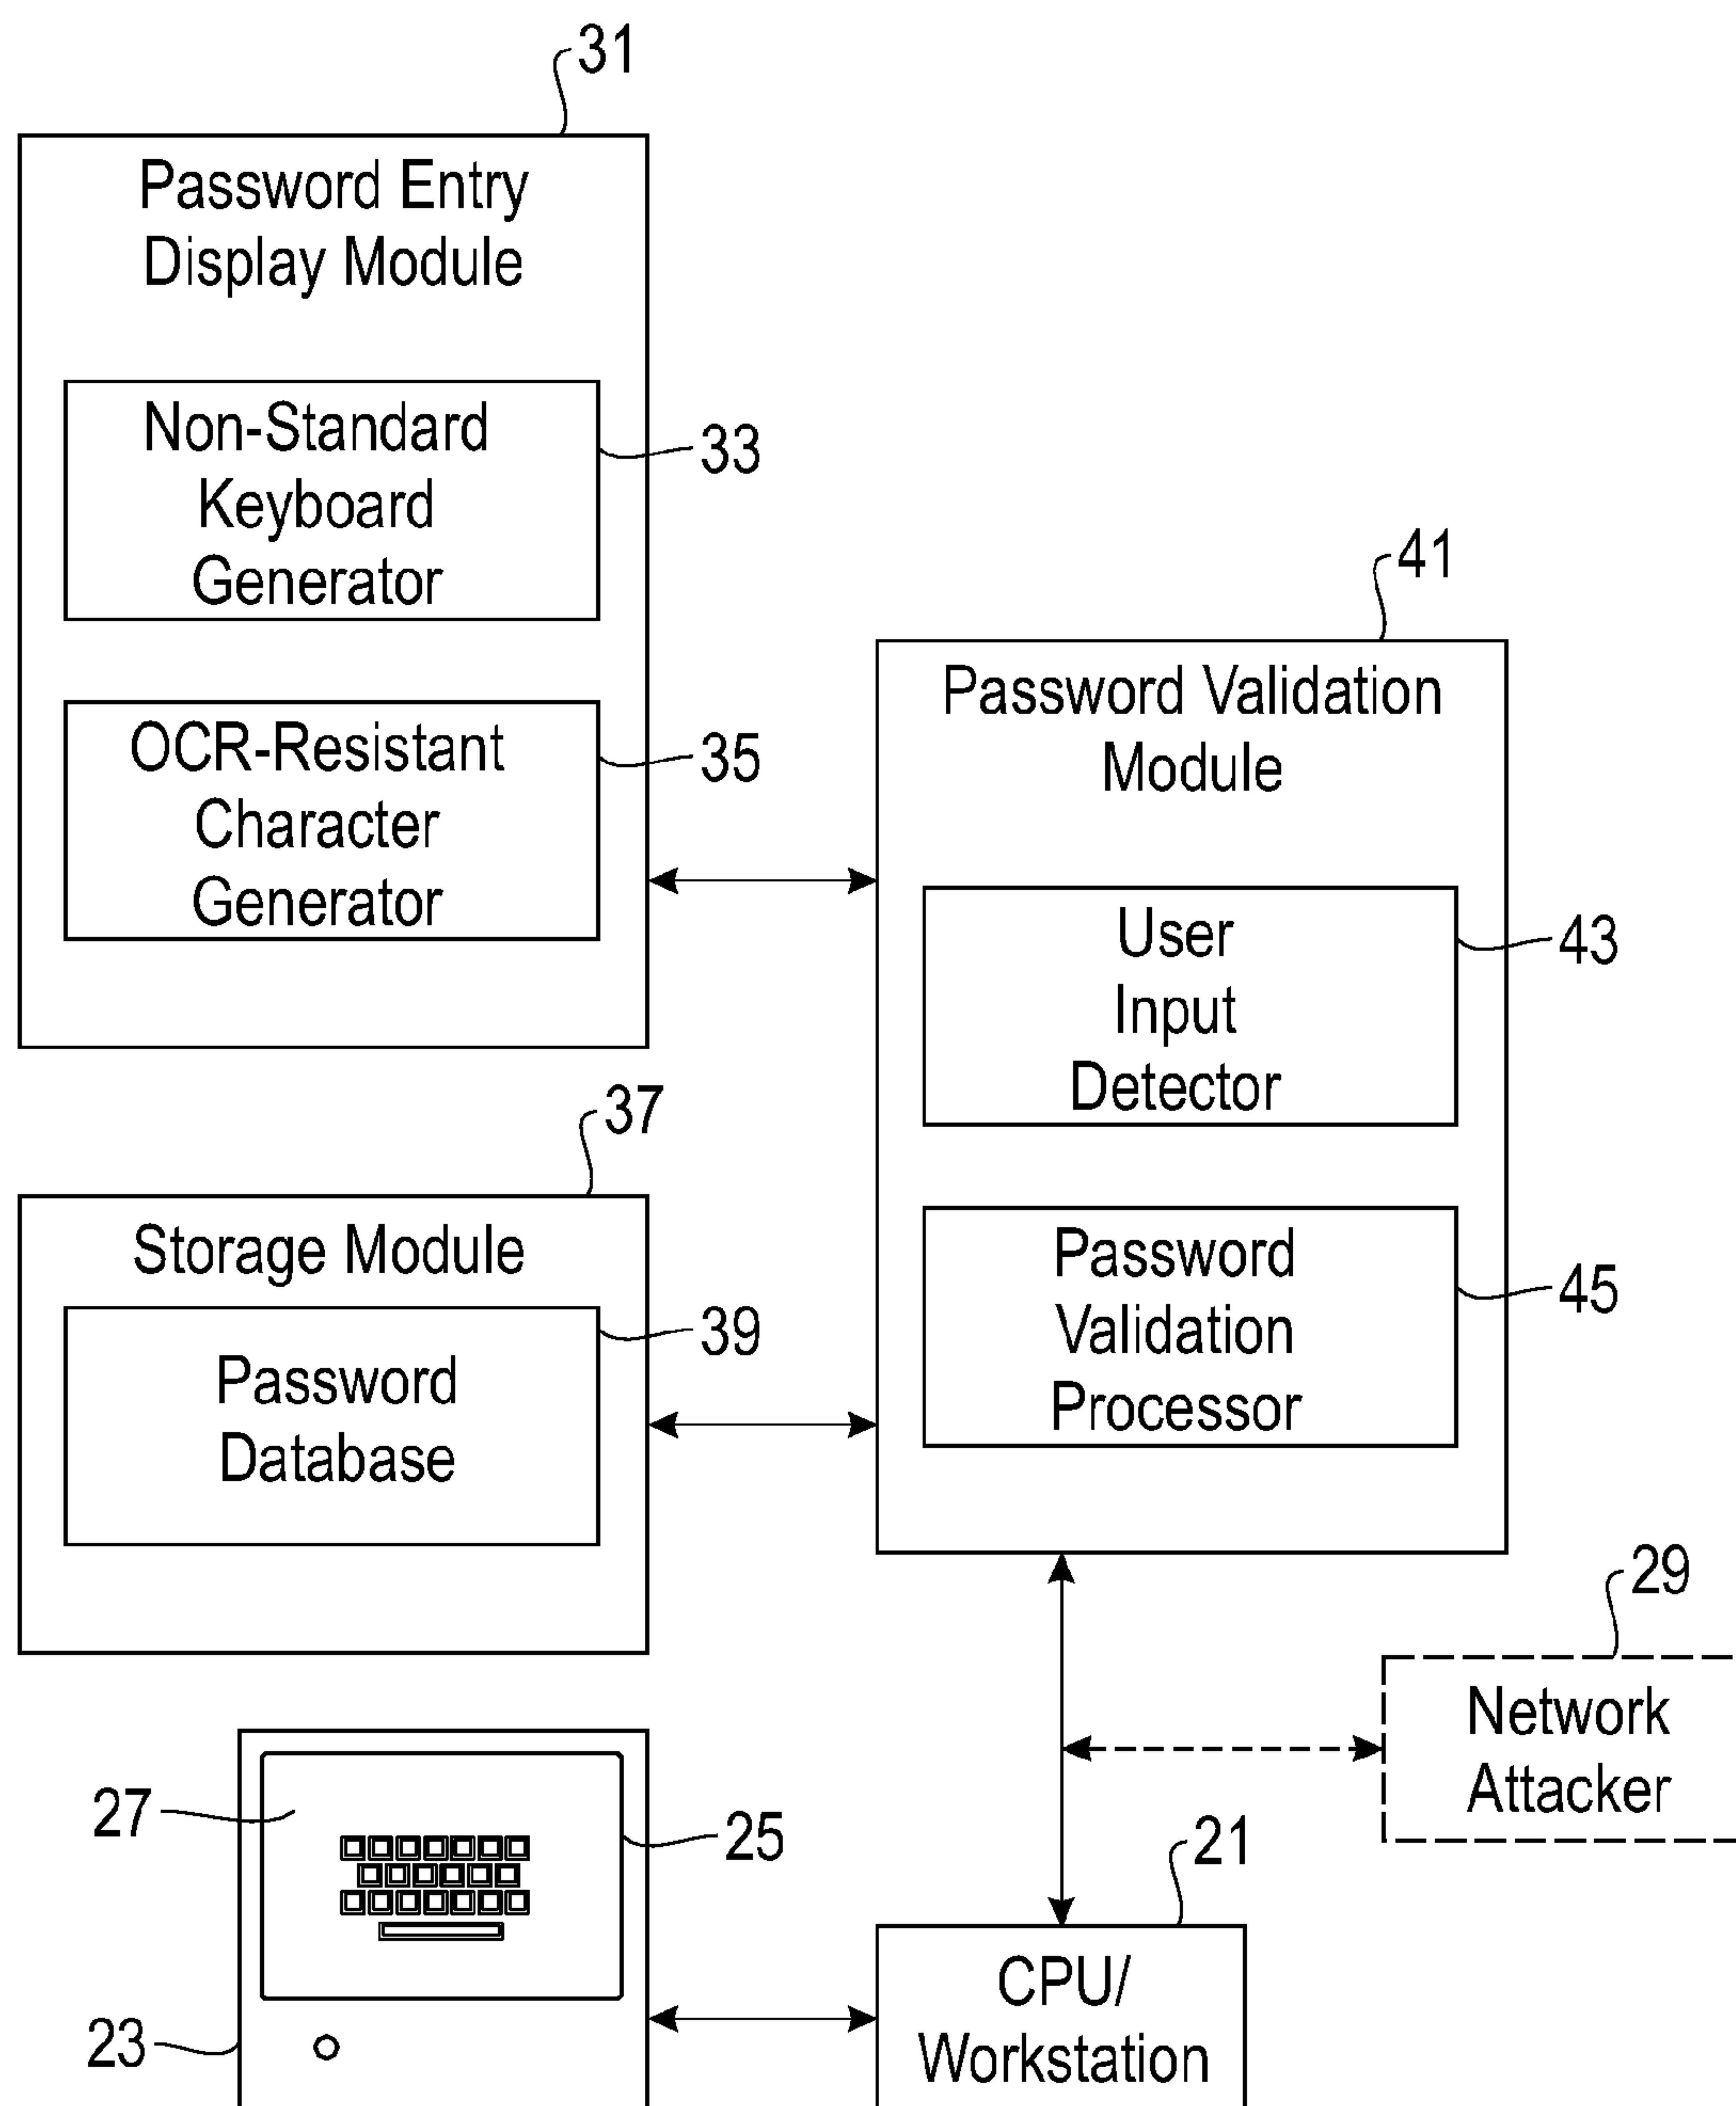 31
Password Entry
Display Module
Non-Standard
Keyboard
Generator
33
OCR-Resistant
Character
Generator
35
41
Password Validation
Module
User
Input
Detector
43
Password
Validation
Processor
45
37
Storage Module
Password
Database
39
29
Network
Attacker
27
25
23
21
CPU/
Workstation